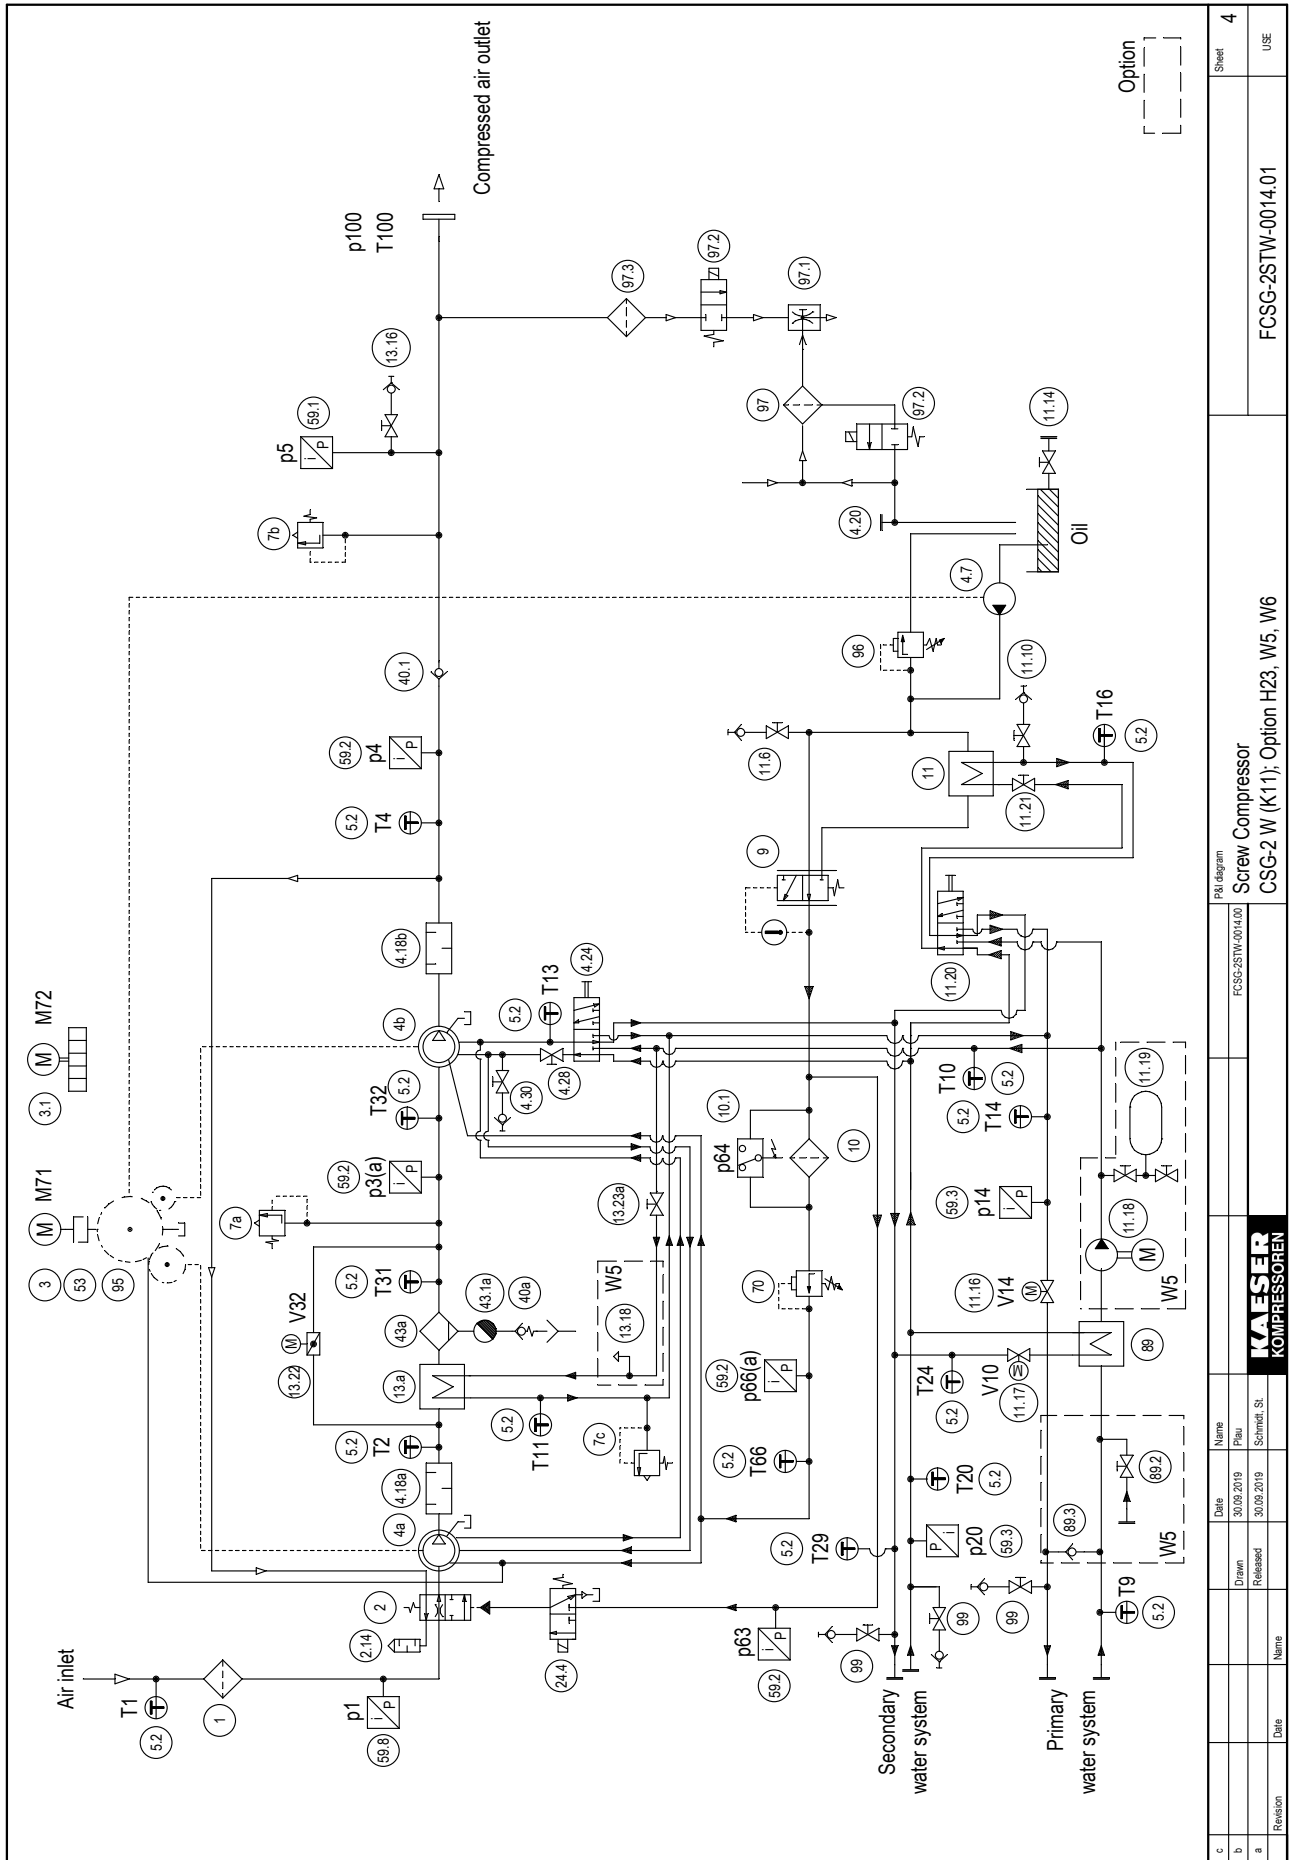 Air inlet
T1
5.2
1
p1
59.8
2
2.14
24.4
p63
59.2
4a
4.18a
T2
5.2
13.22
V32
M
13.a
43a
43.1a
40a
T31
5.2
7a
p3(a)
59.2
T32
5.2
4b
4.18b
3
53
95
M
M71
3.1
M
M72
T4
5.2
p4
59.2
40.1
7b
p5
59.1
13.16
p100
T100
Compressed air outlet
97.3
97.2
97.1
97
97.2
4.20
11.14
Oil
4.7
96
11.10
T16
5.2
11
11.21
11.6
9
11.20
4.24
T13
5.2
4.28
4.30
13.23a
W5
13.18
T11
5.2
7c
10.1
p64
10
70
p66(a)
59.2
T66
5.2
T29
5.2
T20
5.2
p20
59.3
99
99
99
T10
5.2
T14
5.2
p14
59.3
V14
11.16
M
T24
5.2
V10
11.17
M
89
11.18
M
11.19
W5
89.3
89.2
W5
T9
5.2
Secondary
water system
Primary
water system
Option
c
b
a
Revision
Date
Name
Date
Name
Drawn
30.09.2019
Plau
Released
30.09.2019
Schmidt, St.
KAESER
KOMPRESSOREN
FCSG-2STW-0014.00
P&I diagram
Screw Compressor
CSG-2 W (K11); Option H23, W5, W6
FCSG-2STW-0014.01
Sheet
4
USE